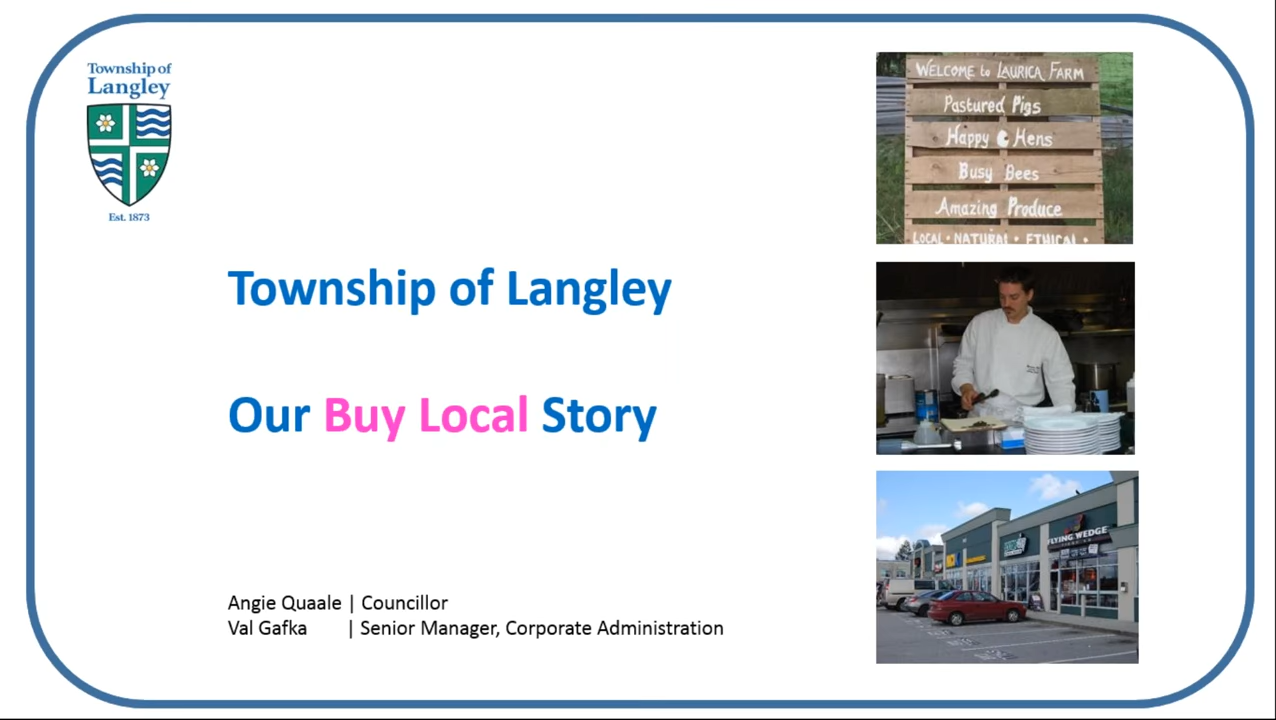 Township of
Langley
Est. 1873
Township of Langley
Our Buy Local Story
Angie Quaale | Councillor
Val Gafka | Senior Manager, Corporate Administration
WELCOME to LAURICA FARM
Pastured Pigs
Happy Hens
Busy Bees
Amazing Produce
LOCAL • NATURAL • ETHICAL •
FLYING WEDGE